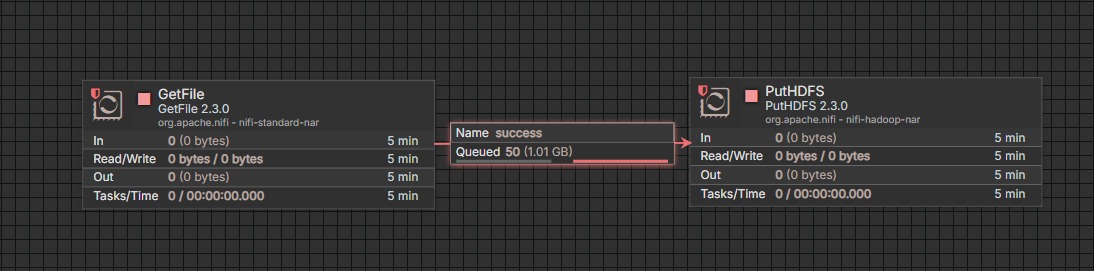 GetFile
GetFile 2.3.0
org.apache.nifi - nifi-standard-nar
In 0 (0 bytes) 5 min
Read/Write 0 bytes / 0 bytes 5 min
Out 0 (0 bytes) 5 min
Tasks/Time 0 / 00:00:00.000 5 min
Name success
Queued 50 (1.01 GB)
PutHDFS
PutHDFS 2.3.0
org.apache.nifi - nifi-hadoop-nar
In 0 (0 bytes) 5 min
Read/Write 0 bytes / 0 bytes 5 min
Out 0 (0 bytes) 5 min
Tasks/Time 0 / 00:00:00.000 5 min